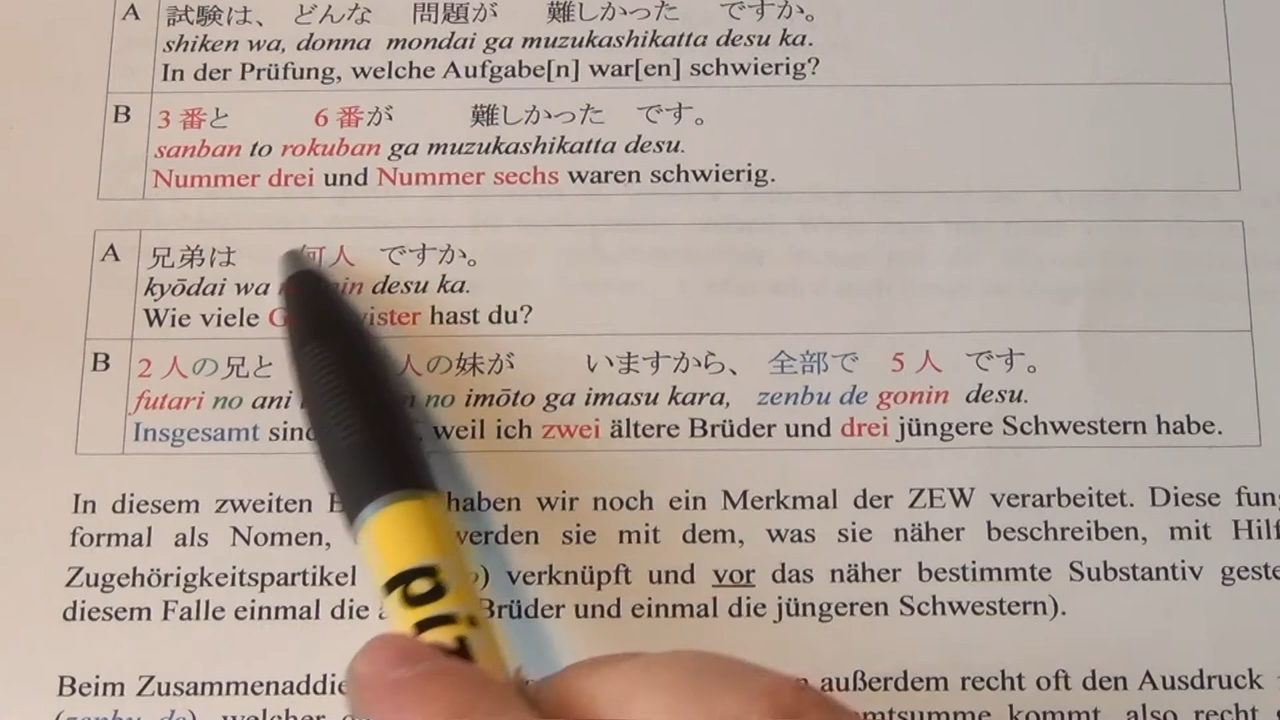 A 試験は、 どんな 問題が 難しかった ですか。
shiken wa, donna mondai ga muzukashikatta desu ka.
In der Prüfung, welche Aufgabe[n] war[en] schwierig?
B 3番と 6番が 難しかった です。
sanban to rokuban ga muzukashikatta desu.
Nummer drei und Nummer sechs waren schwierig.
A 兄弟は 何人 ですか。
kyōdai wa desu ka.
Wie viele hast du?
B 2人の兄と 人の妹が いますから、 全部で 5人 です。
futari no ani no imōto ga imasu kara, zenbu de gonin desu.
Insgesamt sind , weil ich zwei ältere Brüder und drei jüngere Schwestern habe.
In diesem zweiten haben wir noch ein Merkmal der ZEW verarbeitet. Diese
formal als Nomen, werden sie mit dem, was sie näher beschreiben, mit
Zugehörigkeitspartikel verknüpft und vor das näher bestimmte Substantiv
diesem Falle einmal die Brüder und einmal die jüngeren Schwestern).
piz
Beim außerdem recht oft den Ausdruck
(zenbu de), welcher kommt, also recht